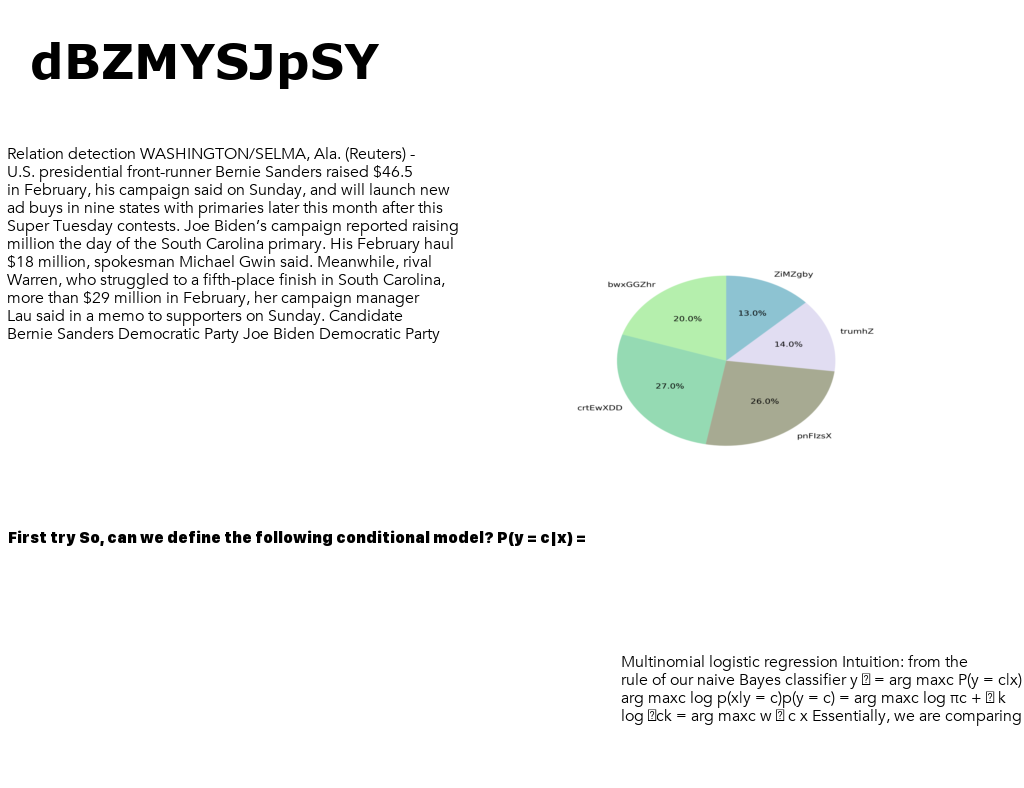 dBZMYSJpSY
Relation detection WASHINGTON/SELMA, Ala. (Reuters) -
U.S. presidential front-runner Bernie Sanders raised $46.5
in February, his campaign said on Sunday, and will launch new
ad buys in nine states with primaries later this month after this
Super Tuesday contests. Joe Biden’s campaign reported raising
million the day of the South Carolina primary. His February haul
$18 million, spokesman Michael Gwin said. Meanwhile, rival
Warren, who struggled to a fifth-place finish in South Carolina,
more than $29 million in February, her campaign manager
Lau said in a memo to supporters on Sunday. Candidate
Bernie Sanders Democratic Party Joe Biden Democratic Party
ZiMZgby
bwxGGZhr
13.0%
20.0%
trumhZ
14.0%
27.0%
26.0%
crtEwXDD
pnFIzsX
First try So, can we define the following conditional model? P(y = c|x) =
Multinomial logistic regression Intuition: from the
rule of our naive Bayes classifier y = arg maxc P(y = c|x)
arg maxc log p(x|y = c)p(y = c) = arg maxc log πc + k
log ck = arg maxc w c x Essentially, we are comparing